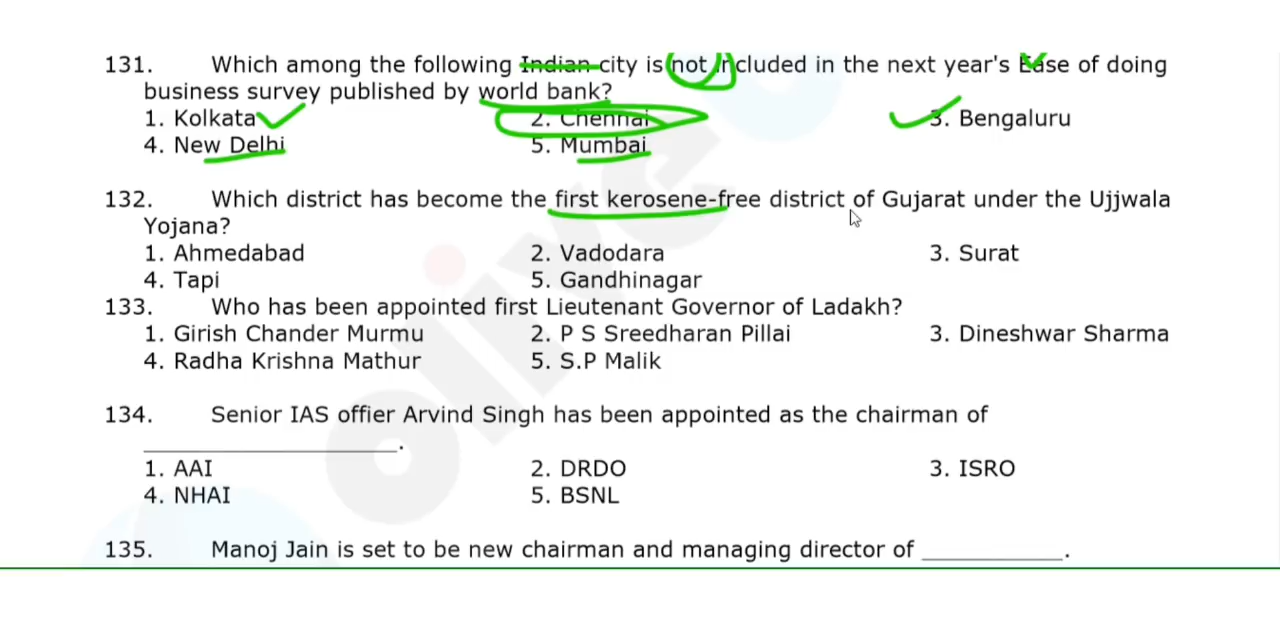 131. Which among the following Indian city is not included in the next year's Ease of doing
business survey published by world bank?
1. Kolkata 2. Chennai 3. Bengaluru
4. New Delhi 5. Mumbai
132. Which district has become the first kerosene-free district of Gujarat under the Ujjwala
Yojana?
1. Ahmedabad 2. Vadodara 3. Surat
4. Tapi 5. Gandhinagar
133. Who has been appointed first Lieutenant Governor of Ladakh?
1. Girish Chander Murmu 2. P S Sreedharan Pillai 3. Dineshwar Sharma
4. Radha Krishna Mathur 5. S.P Malik
134. Senior IAS offier Arvind Singh has been appointed as the chairman of
______________________.
1. AAI 2. DRDO 3. ISRO
4. NHAI 5. BSNL
135. Manoj Jain is set to be new chairman and managing director of ____________.
oliveo